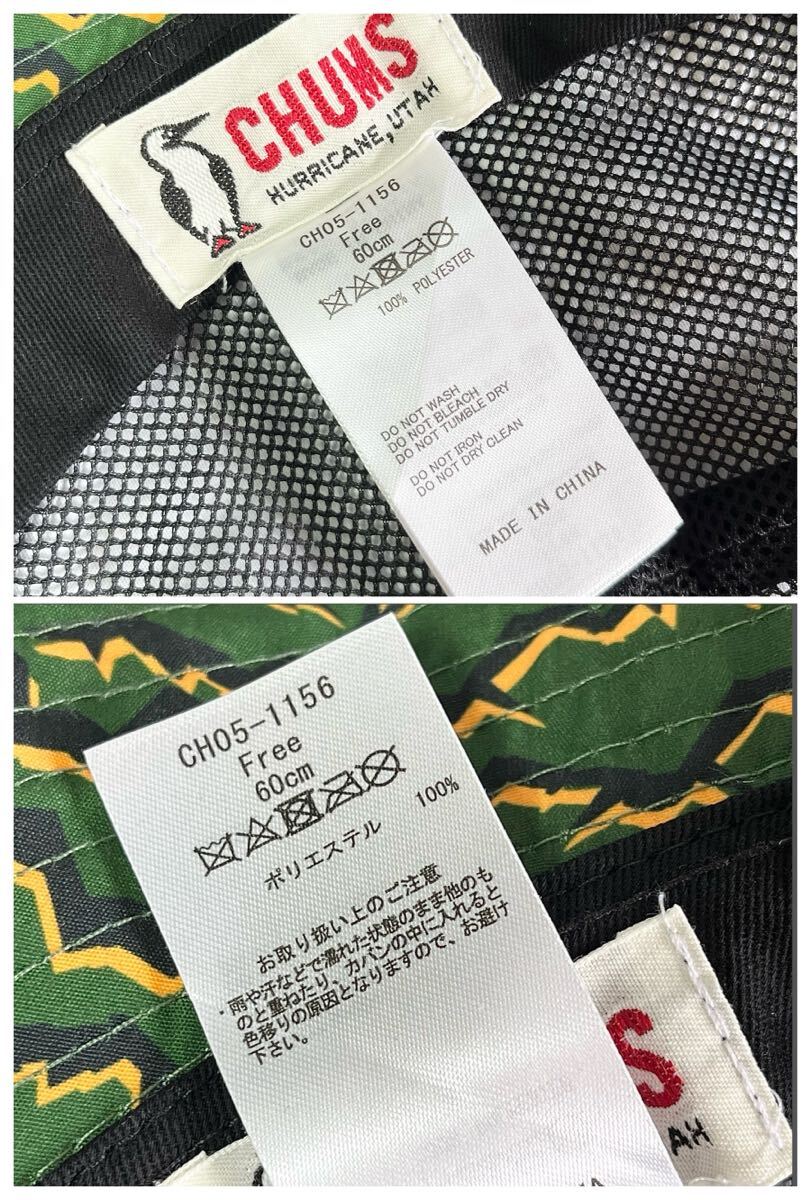 CHUMS
HURRICANE, UTAH
CH05-1156
Free
60cm
100% POLYESTER
DO NOT WASH
DO NOT BLEACH
DO NOT TUMBLE DRY
DO NOT IRON
DO NOT DRY CLEAN
MADE IN CHINA
CH05-1156
Free
60cm
ポリエステル 100%
お取り扱い上のご注意
・雨や汗などで濡れた状態のまま他のも
のと重ねたり、カバンの中に入れると
色移りの原因となりますので、お避け
下さい。
S
AH